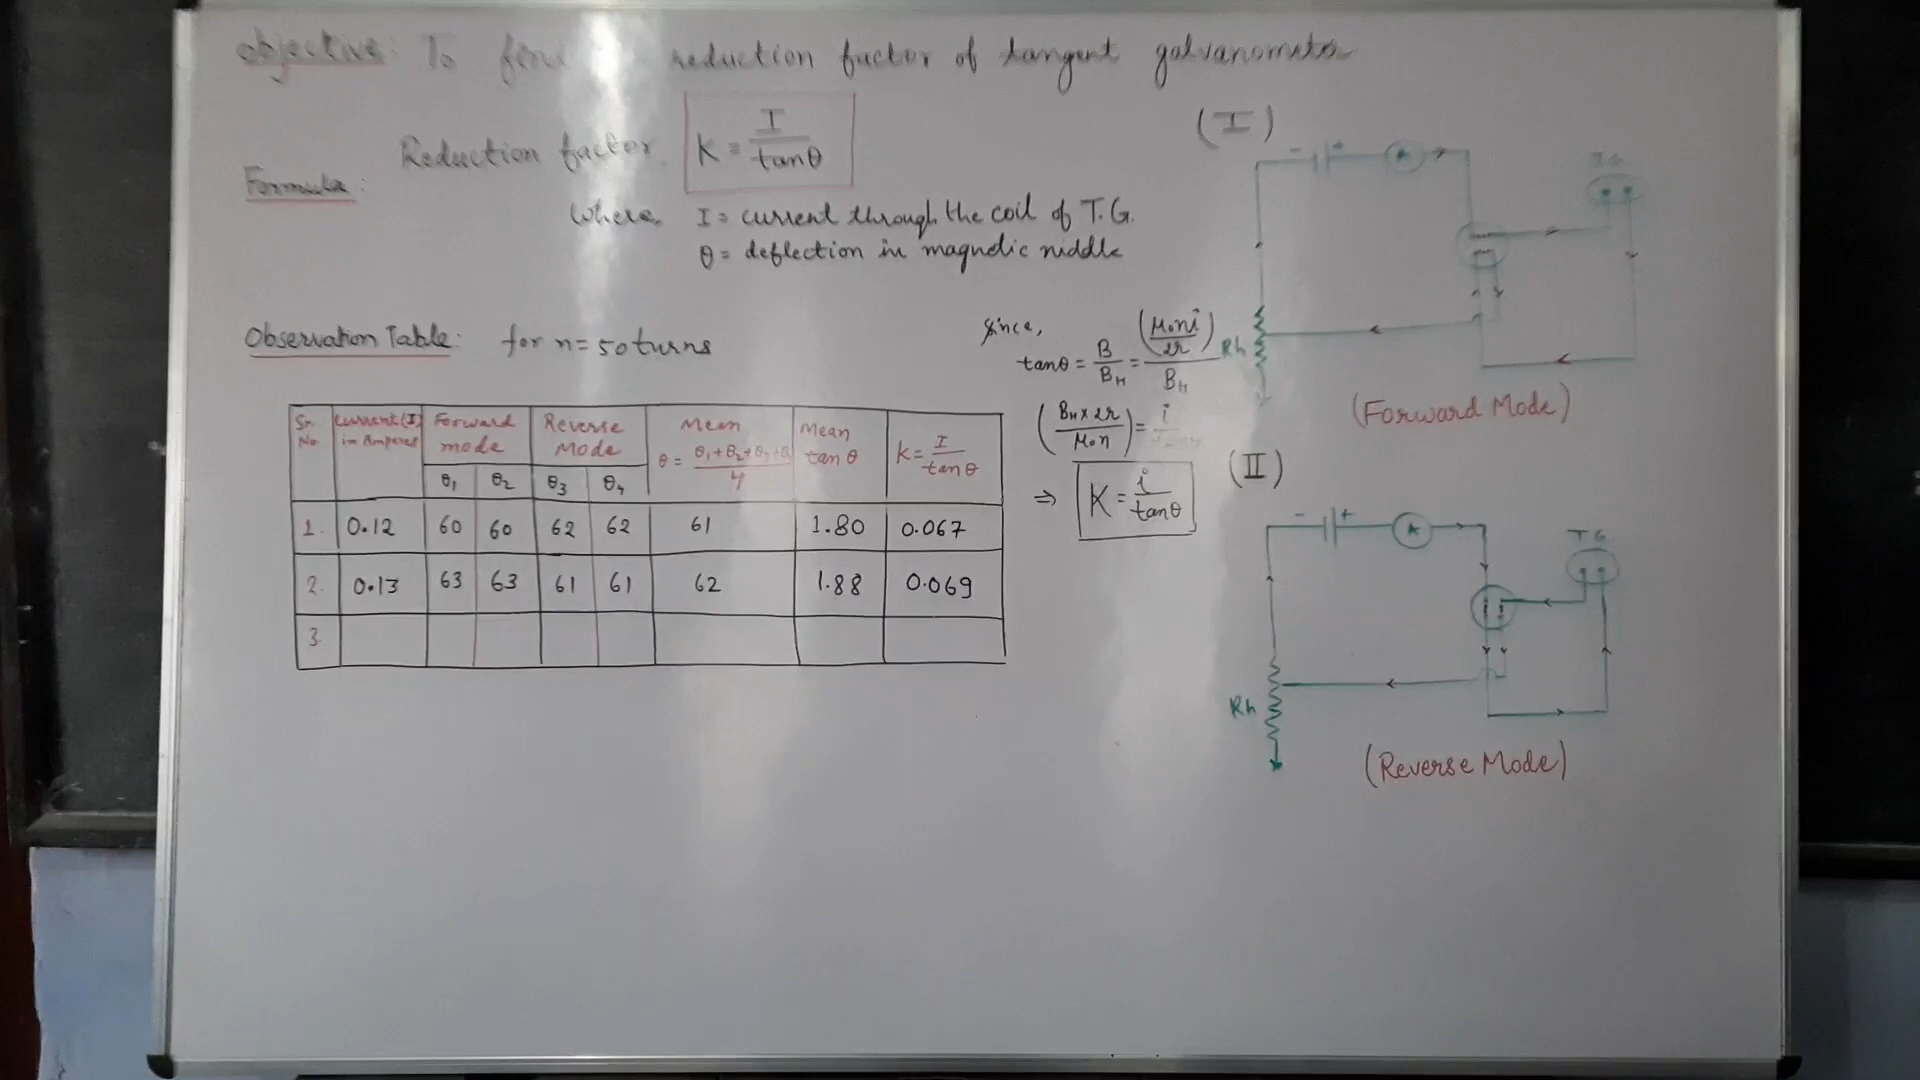 objective: To find reduction factor of tangent galvanometer
Formula: Reduction factor, K = I/tanθ
Where, I = current through the coil of T.G.
θ = deflection in magnetic niddle
Observation Table: for n = 50 turns
Sr. No | Current (I) in Amperes | Forward mode | Reverse Mode | Mean θ = (θ1+θ2+θ3+θ4)/4 | Mean tan θ | K = I/tan θ
θ1 | θ2 | θ3 | θ4
1. | 0.12 | 60 | 60 | 62 | 62 | 61 | 1.80 | 0.067
2. | 0.13 | 63 | 63 | 61 | 61 | 62 | 1.88 | 0.069
3.
since,
tanθ = B/BH = (μ0ni/2r)/BH
(BH×2r/μ0n) = i/tanθ
⇒ K = i/tanθ
(I)
- +
A
T.G.
Rh
(Forward Mode)
(II)
- +
A
T.G.
Rh
(Reverse Mode)